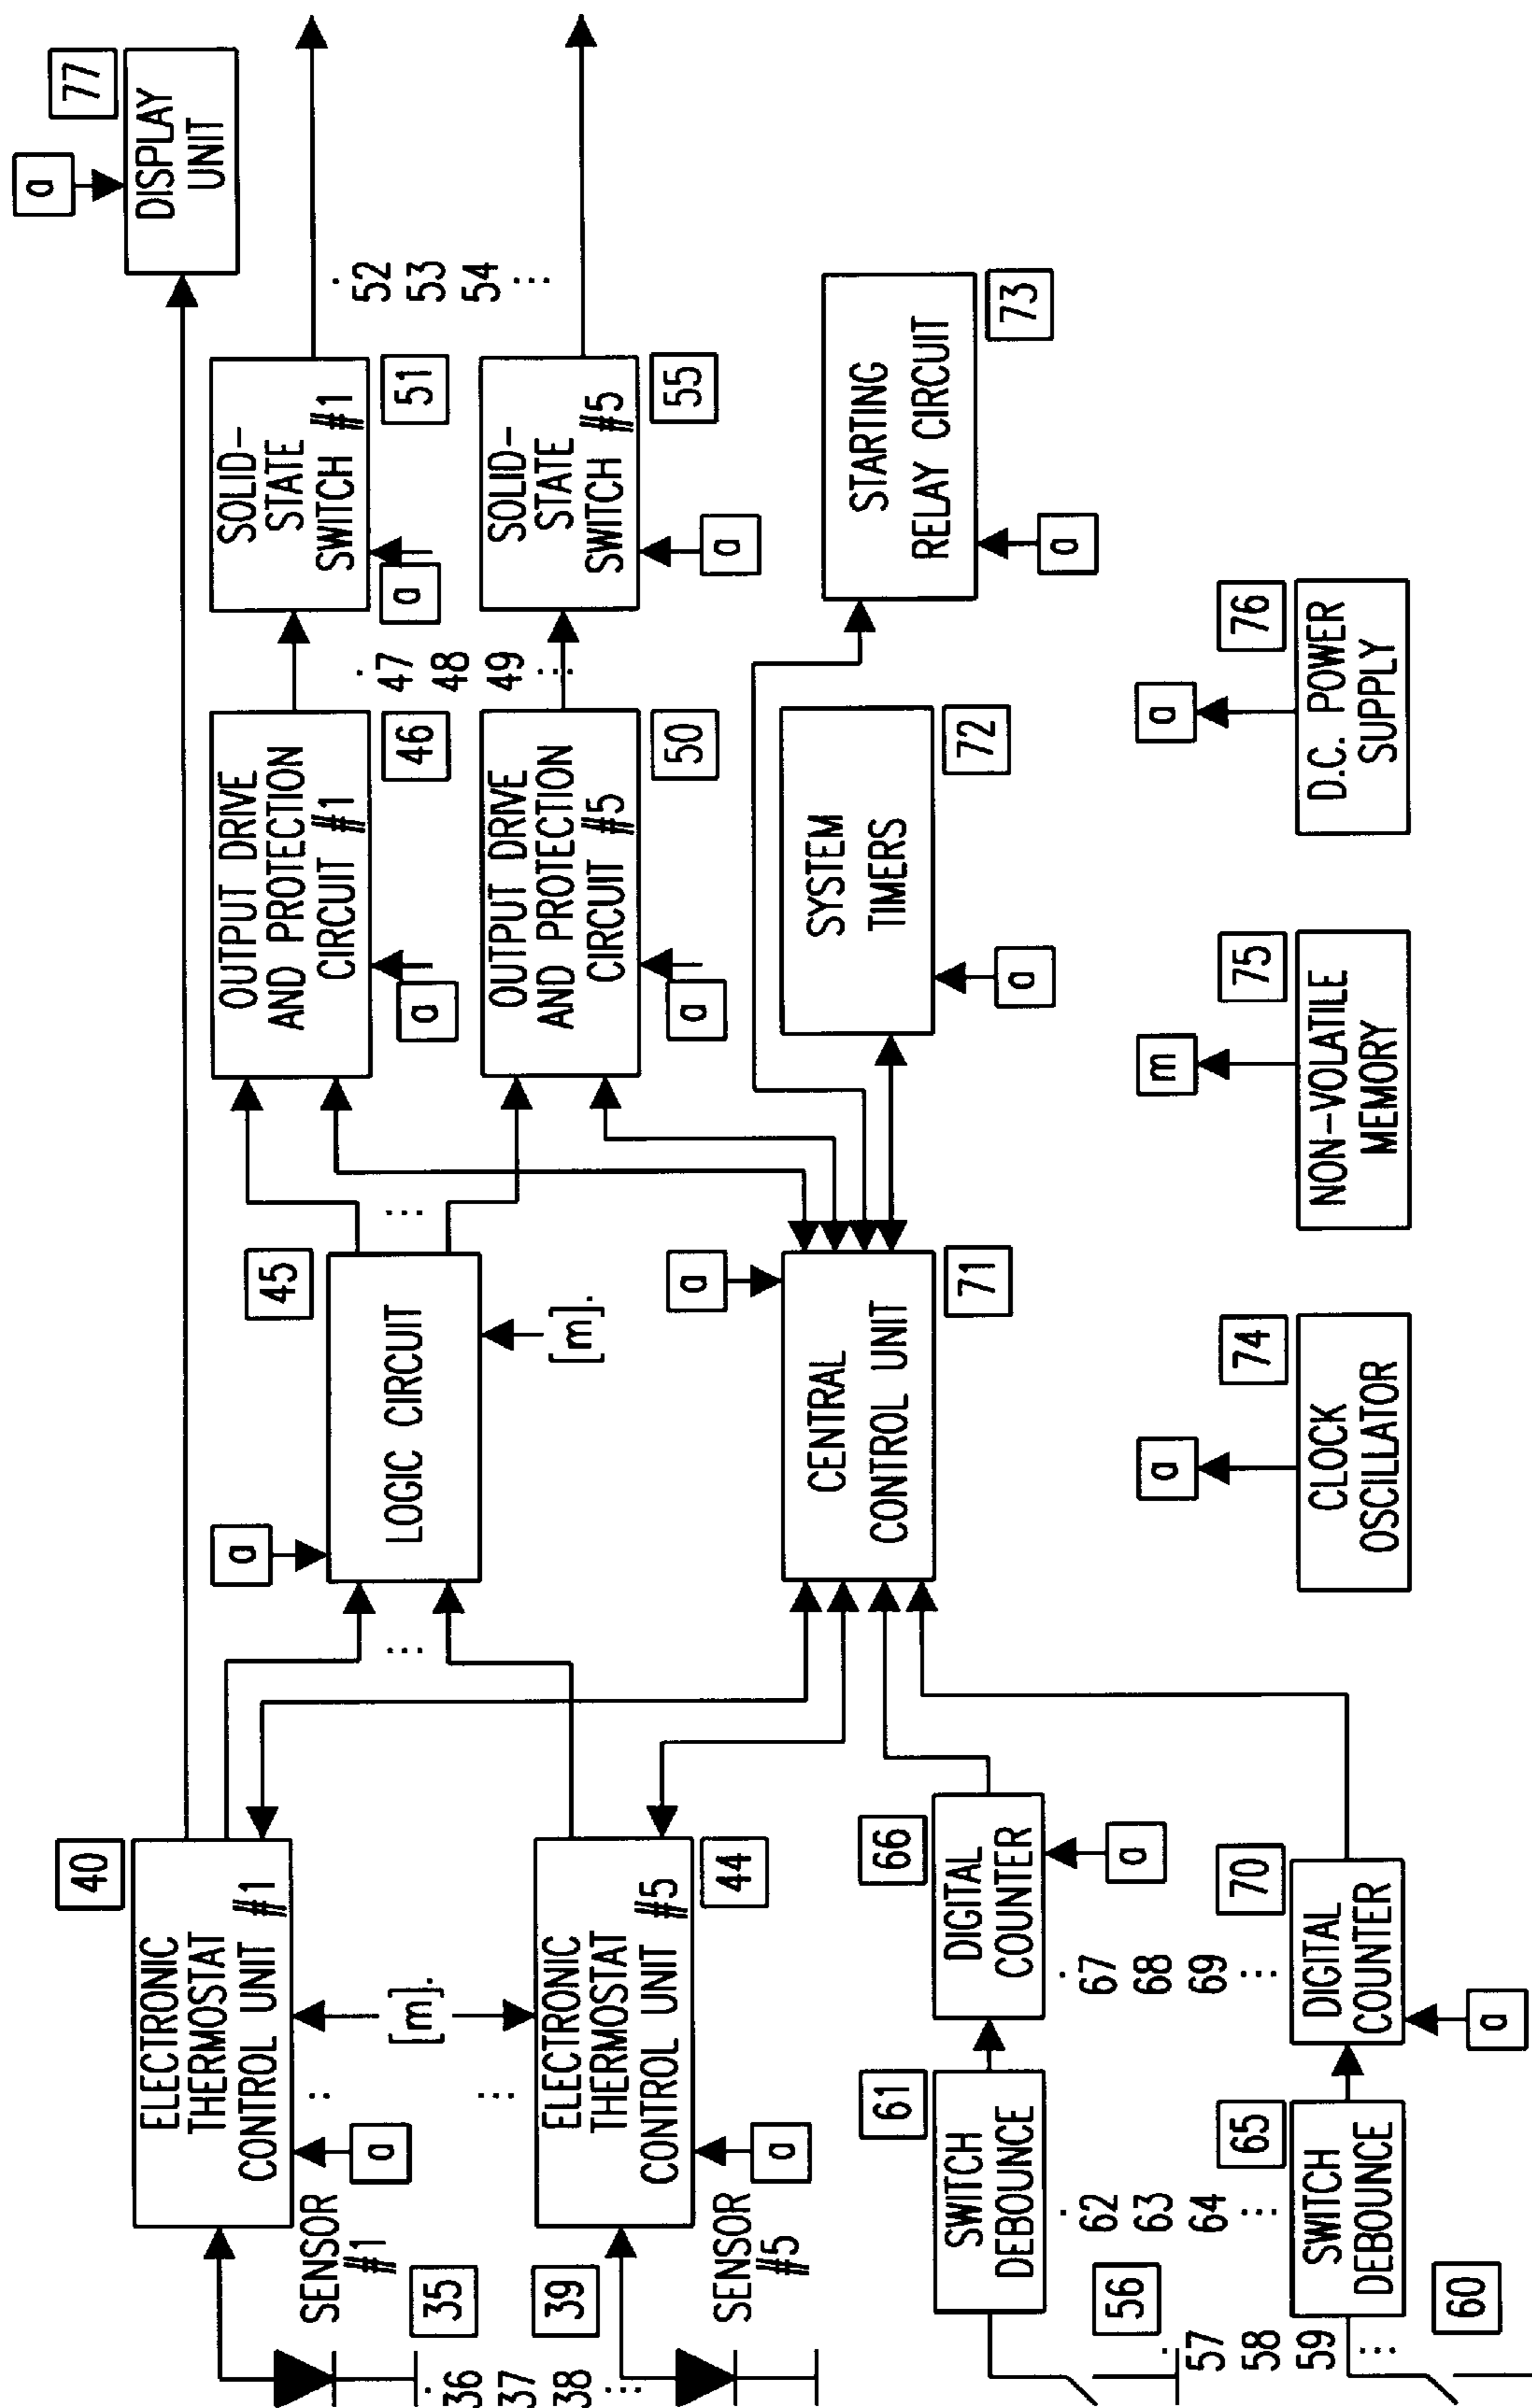 a
77
DISPLAY
UNIT
40
ELECTRONIC
THERMOSTAT
CONTROL UNIT #1
a
[m].
SENSOR
#1
35
36
37
38
39
ELECTRONIC
THERMOSTAT
CONTROL UNIT #5
44
a
SENSOR
#5
a
45
LOGIC CIRCUIT
[m].
OUTPUT DRIVE
AND PROTECTION
CIRCUIT #1
46
a
47
48
49
OUTPUT DRIVE
AND PROTECTION
CIRCUIT #5
50
a
SOLID-
STATE
SWITCH #1
51
a
52
53
54
SOLID-
STATE
SWITCH #5
55
a
56
57
58
59
60
SWITCH
DEBOUNCE
61
62
63
64
65
SWITCH
DEBOUNCE
66
DIGITAL
COUNTER
a
67
68
69
70
DIGITAL
COUNTER
a
a
CENTRAL
CONTROL UNIT
71
SYSTEM
TIMERS
72
a
STARTING
RELAY CIRCUIT
73
a
a
74
CLOCK
OSCILLATOR
m
75
NON-VOLATILE
MEMORY
a
76
D.C. POWER
SUPPLY